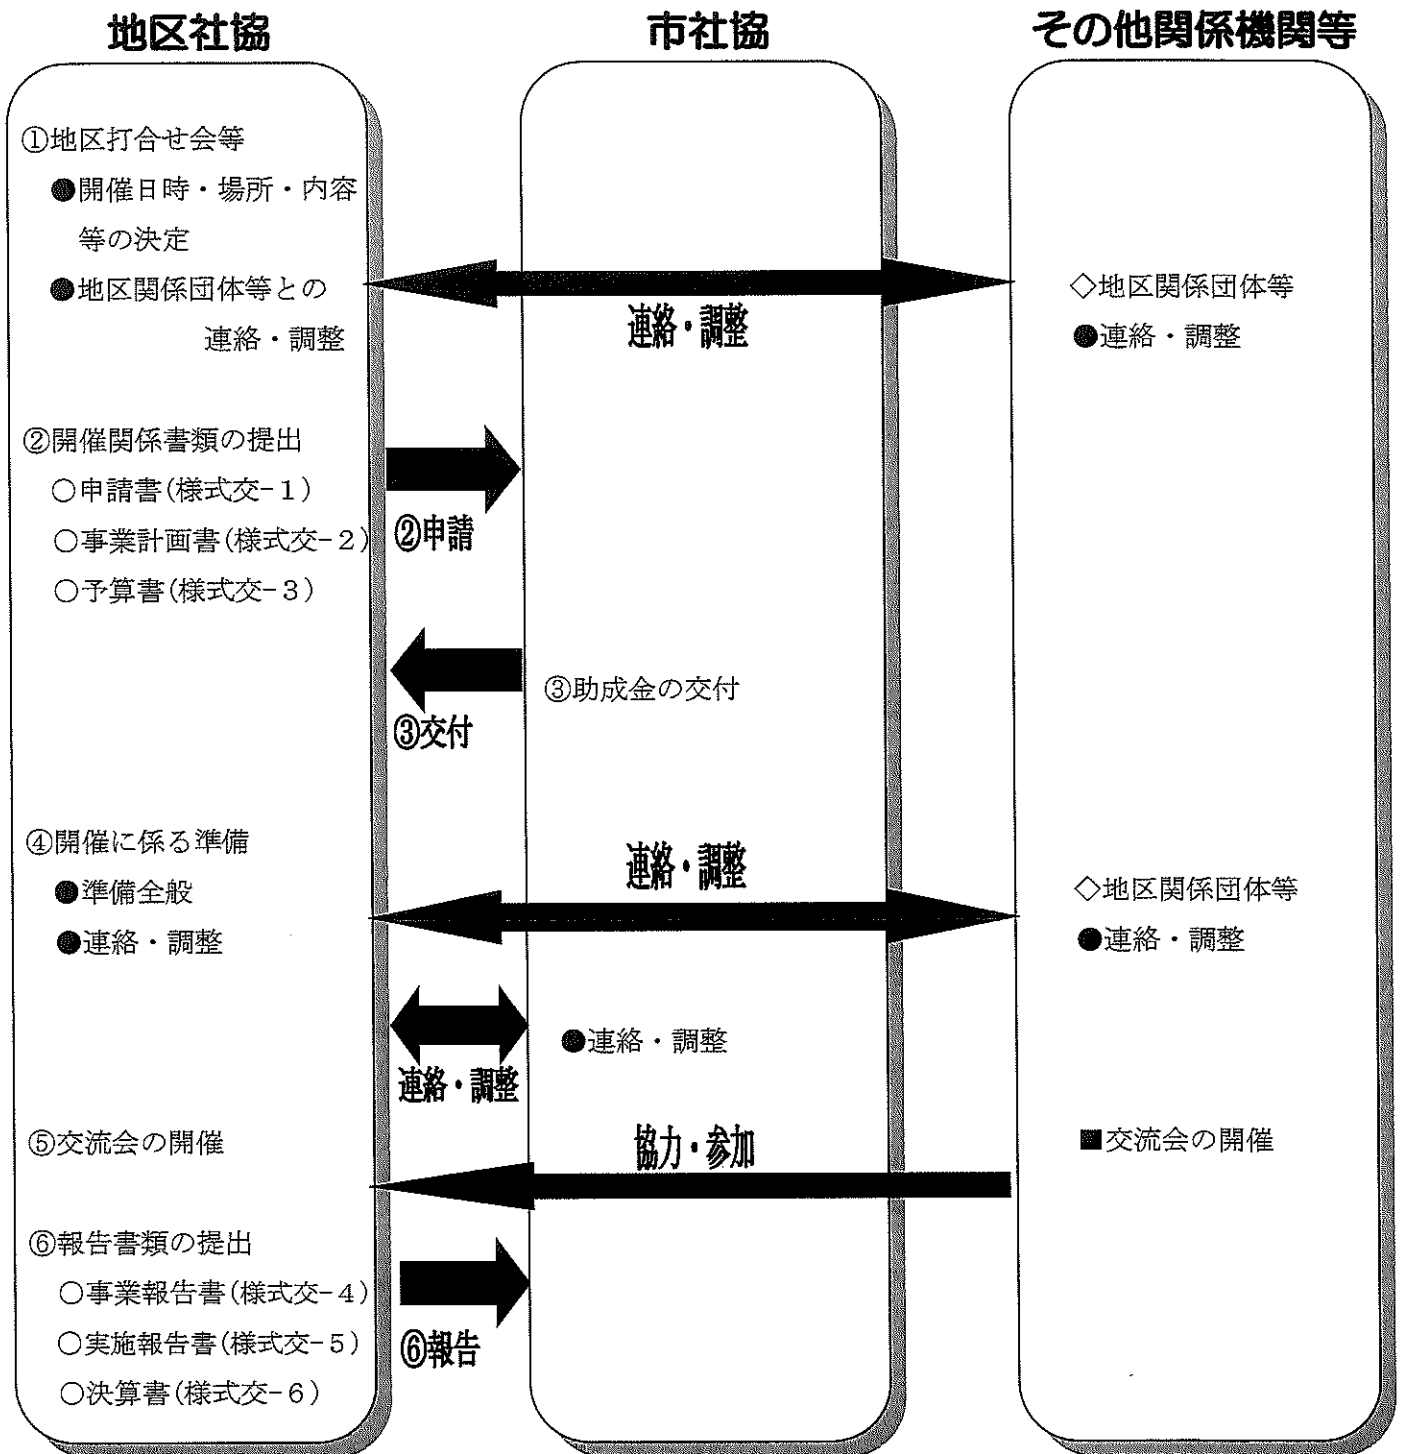 地区社協
市社協
その他関係機関等
①地区打合せ会等
●開催日時・場所・内容
等の決定
●地区関係団体等との
連絡・調整
連絡・調整
◇地区関係団体等
●連絡・調整
②開催関係書類の提出
○申請書(様式交-1)
○事業計画書(様式交-2)
○予算書(様式交-3)
②申請
③交付
③助成金の交付
④開催に係る準備
●準備全般
●連絡・調整
連絡・調整
◇地区関係団体等
●連絡・調整
連絡・調整
●連絡・調整
⑤交流会の開催
協力・参加
■交流会の開催
⑥報告書類の提出
○事業報告書(様式交-4)
○実施報告書(様式交-5)
○決算書(様式交-6)
⑥報告